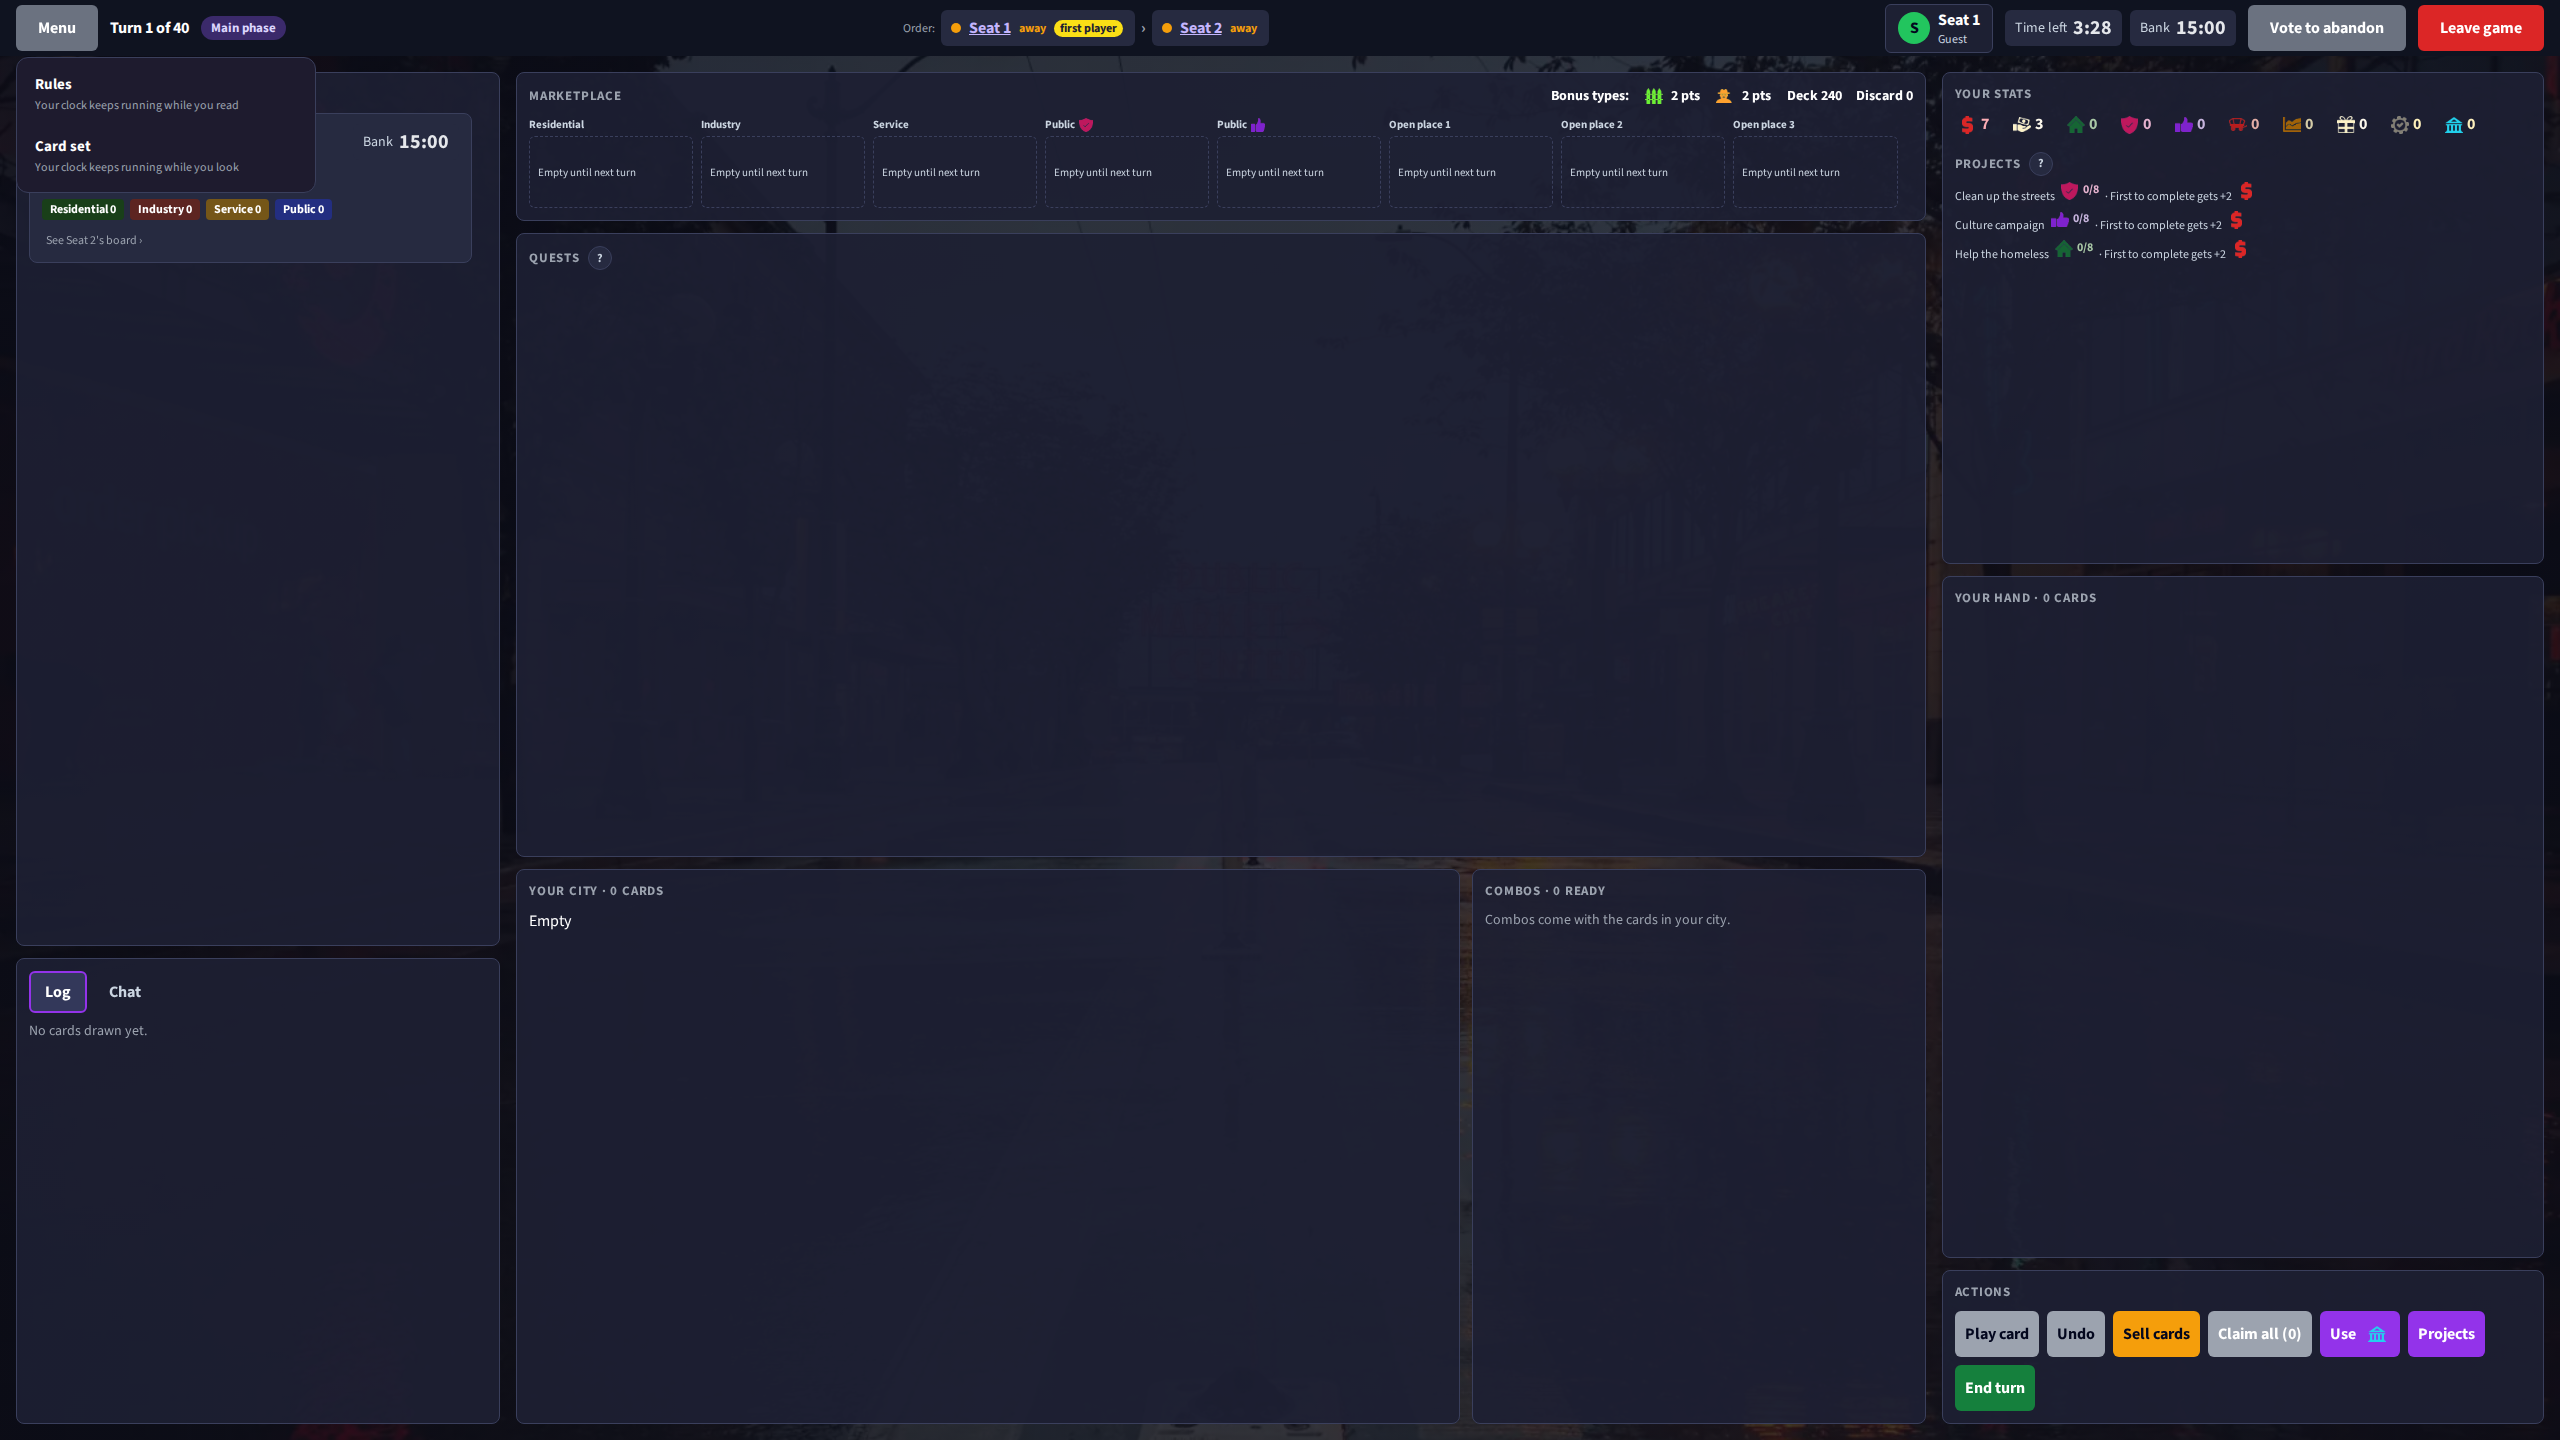 Menu Turn 1 of 40 Main phase Order: Seat 1 away first player › Seat 2 away S Seat 1 Guest Time left 3:28 Bank 15:00 Vote to abandon Leave game
Rules
Your clock keeps running while you read
Card set
Your clock keeps running while you look
Bank 15:00
Residential 0 Industry 0 Service 0 Public 0
See Seat 2's board ›
MARKETPLACE Bonus types: 2 pts 2 pts Deck 240 Discard 0
Residential Industry Service Public Public Open place 1 Open place 2 Open place 3
Empty until next turn Empty until next turn Empty until next turn Empty until next turn Empty until next turn Empty until next turn Empty until next turn Empty until next turn
QUESTS ?
YOUR STATS
$ 7 3 0 0 0 0 0 0 0 0
PROJECTS ?
Clean up the streets 0/8 · First to complete gets +2 $
Culture campaign 0/8 · First to complete gets +2 $
Help the homeless 0/8 · First to complete gets +2 $
YOUR HAND · 0 CARDS
YOUR CITY · 0 CARDS
Empty
COMBOS · 0 READY
Combos come with the cards in your city.
Log Chat
No cards drawn yet.
ACTIONS
Play card Undo Sell cards Claim all (0) Use Projects
End turn